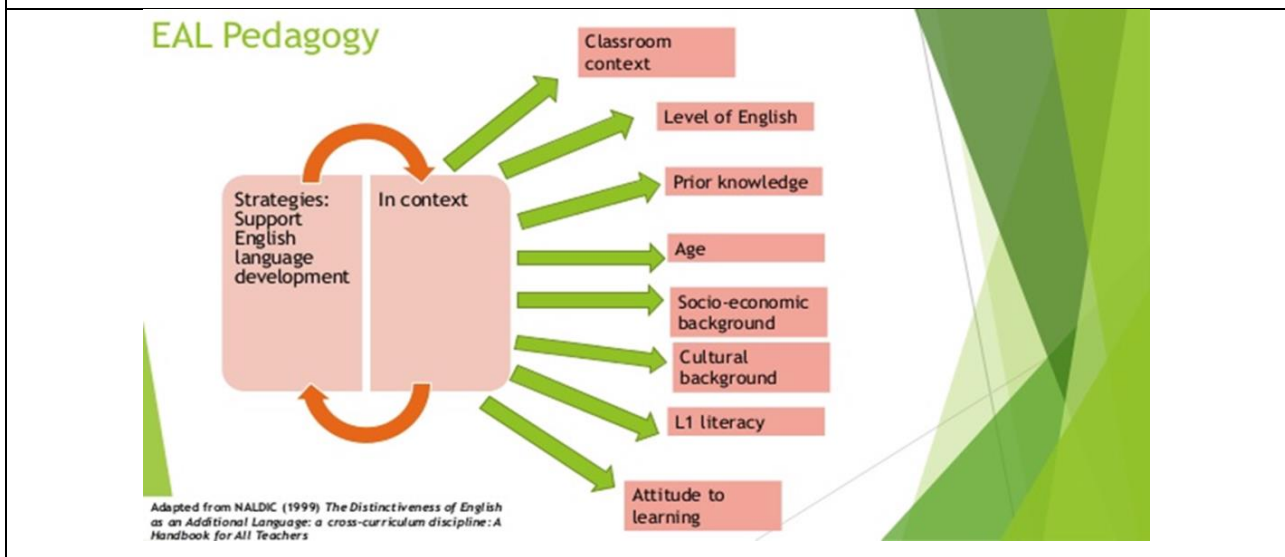 EAL Pedagogy
Classroom
context
Level of English
Prior knowledge
Strategies:
Support
English
language
development
In context
Age
Socio-economic
background
Cultural
background
L1 literacy
Attitude to
learning
Adapted from NALDIC (1999) The Distinctiveness of English
as an Additional Language: a cross-curriculum discipline: A
Handbook for All Teachers